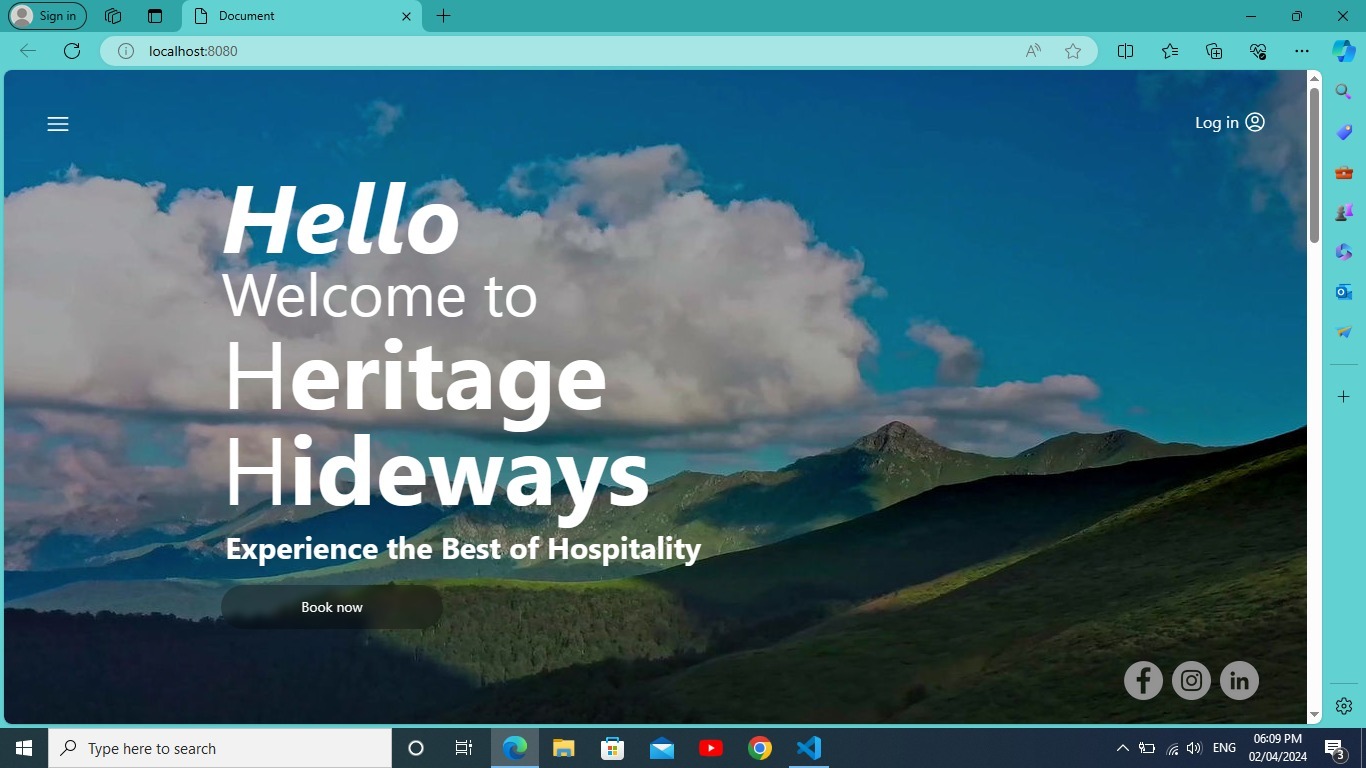 Sign in
Document
localhost:8080
Log in
Hello
Welcome to
Heritage
Hideways
Experience the Best of Hospitality
Book now
Type here to search
ENG
06:09 PM
02/04/2024
3